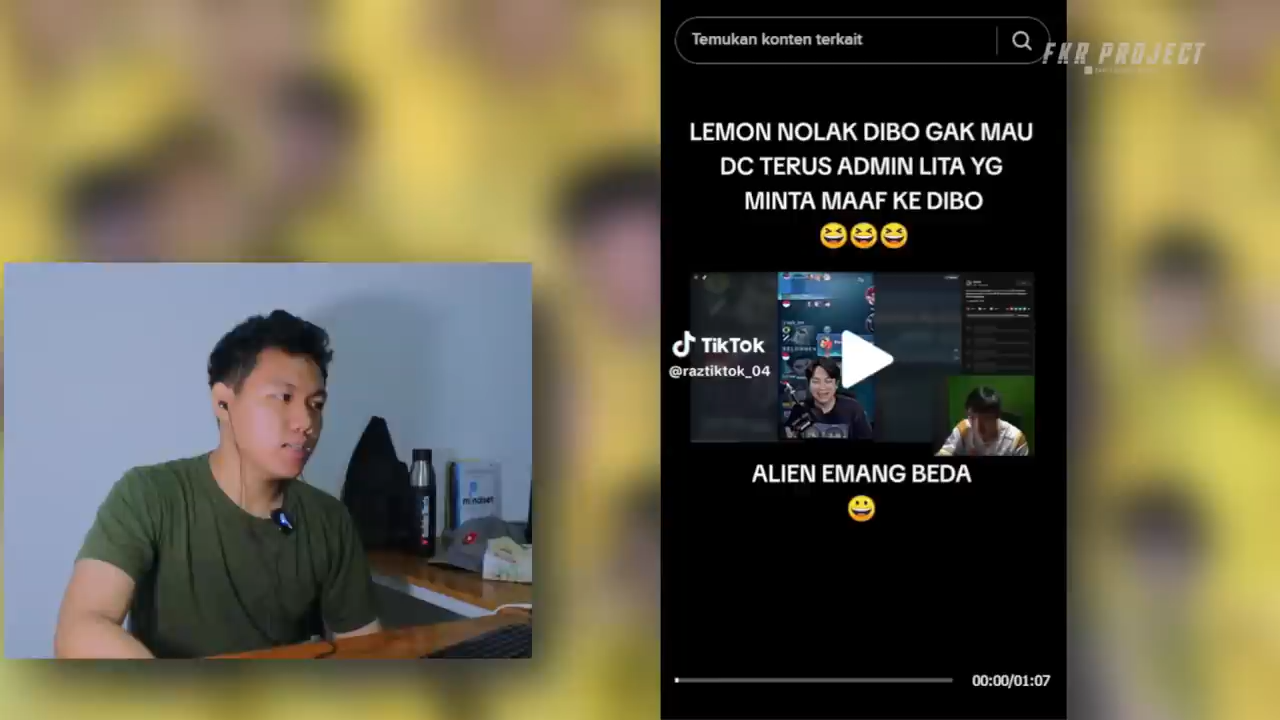 Temukan konten terkait
FKR PROJECT
LEMON NOLAK DIBO GAK MAU
DC TERUS ADMIN LITA YG
MINTA MAAF KE DIBO
😆😆😆
TikTok
@raztiktok_04
mindset
ALIEN EMANG BEDA
😀
00:00/01:07